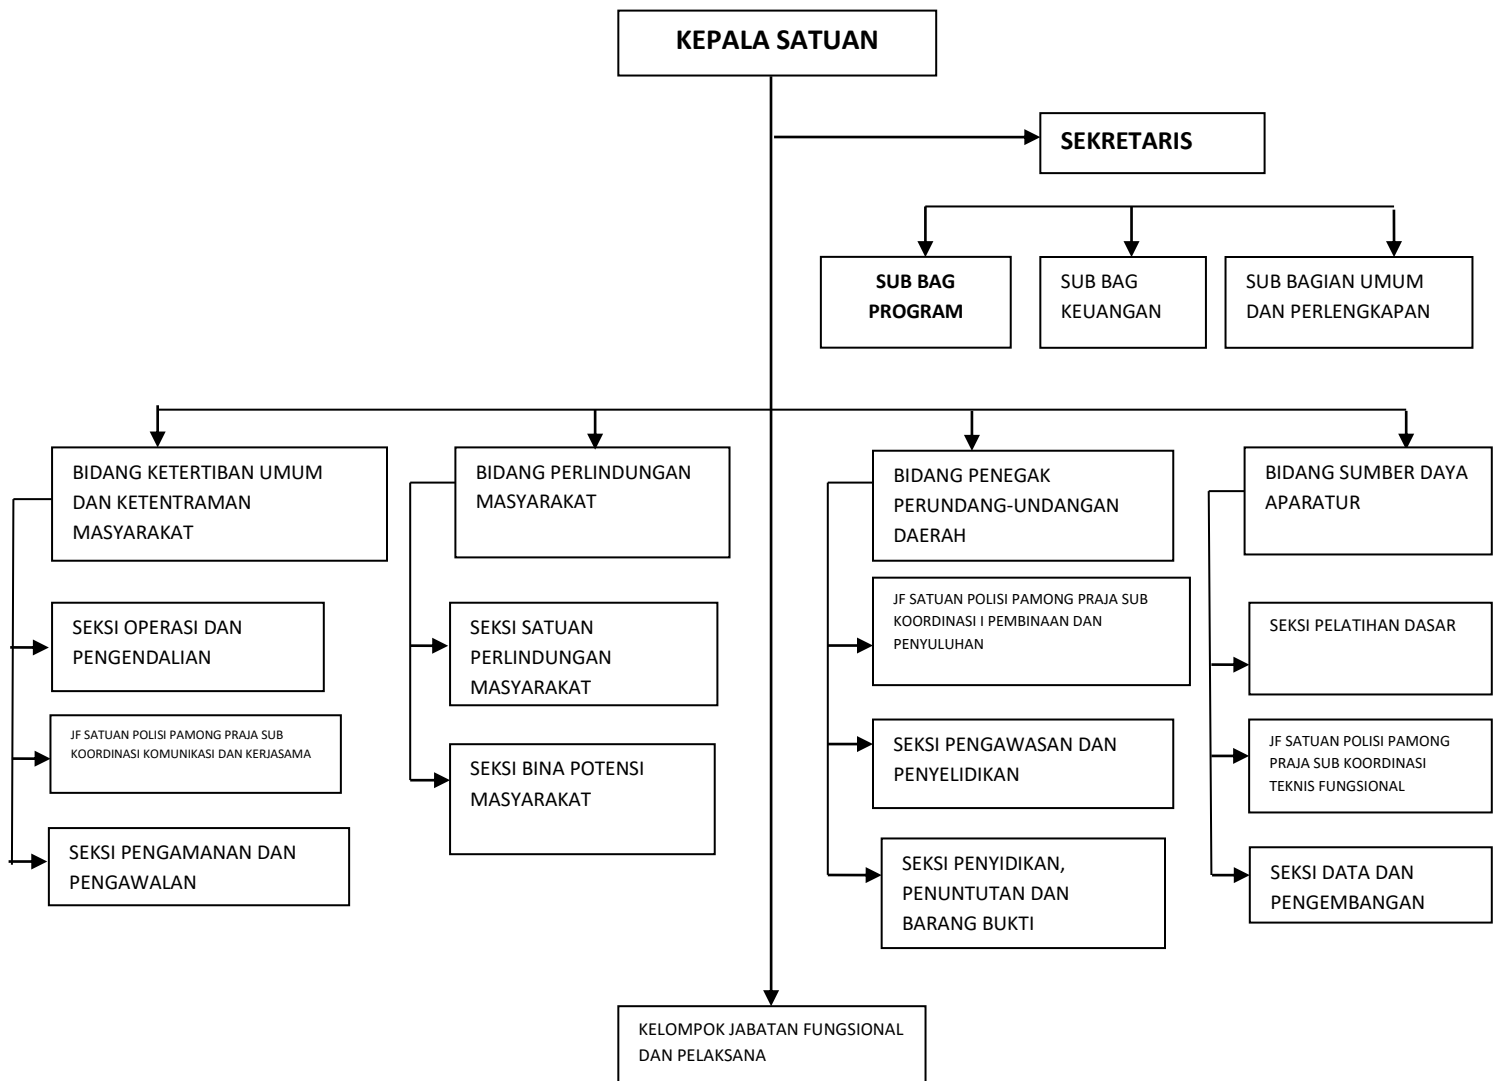 KEPALA SATUAN
SEKRETARIS
SUB BAG
PROGRAM
SUB BAG
KEUANGAN
SUB BAGIAN UMUM
DAN PERLENGKAPAN
BIDANG KETERTIBAN UMUM
DAN KETENTRAMAN
MASYARAKAT
BIDANG PERLINDUNGAN
MASYARAKAT
BIDANG PENEGAK
PERUNDANG-UNDANGAN
DAERAH
BIDANG SUMBER DAYA
APARATUR
SEKSI OPERASI DAN
PENGENDALIAN
SEKSI SATUAN
PERLINDUNGAN
MASYARAKAT
JF SATUAN POLISI PAMONG PRAJA SUB
KOORDINASI I PEMBINAAN DAN
PENYULUHAN
SEKSI PELATIHAN DASAR
JF SATUAN POLISI PAMONG PRAJA SUB
KOORDINASI KOMUNIKASI DAN KERJASAMA
SEKSI BINA POTENSI
MASYARAKAT
SEKSI PENGAWASAN DAN
PENYELIDIKAN
JF SATUAN POLISI PAMONG
PRAJA SUB KOORDINASI
TEKNIS FUNGSIONAL
SEKSI PENGAMANAN DAN
PENGAWALAN
SEKSI PENYIDIKAN,
PENUNTUTAN DAN
BARANG BUKTI
SEKSI DATA DAN
PENGEMBANGAN
KELOMPOK JABATAN FUNGSIONAL
DAN PELAKSANA